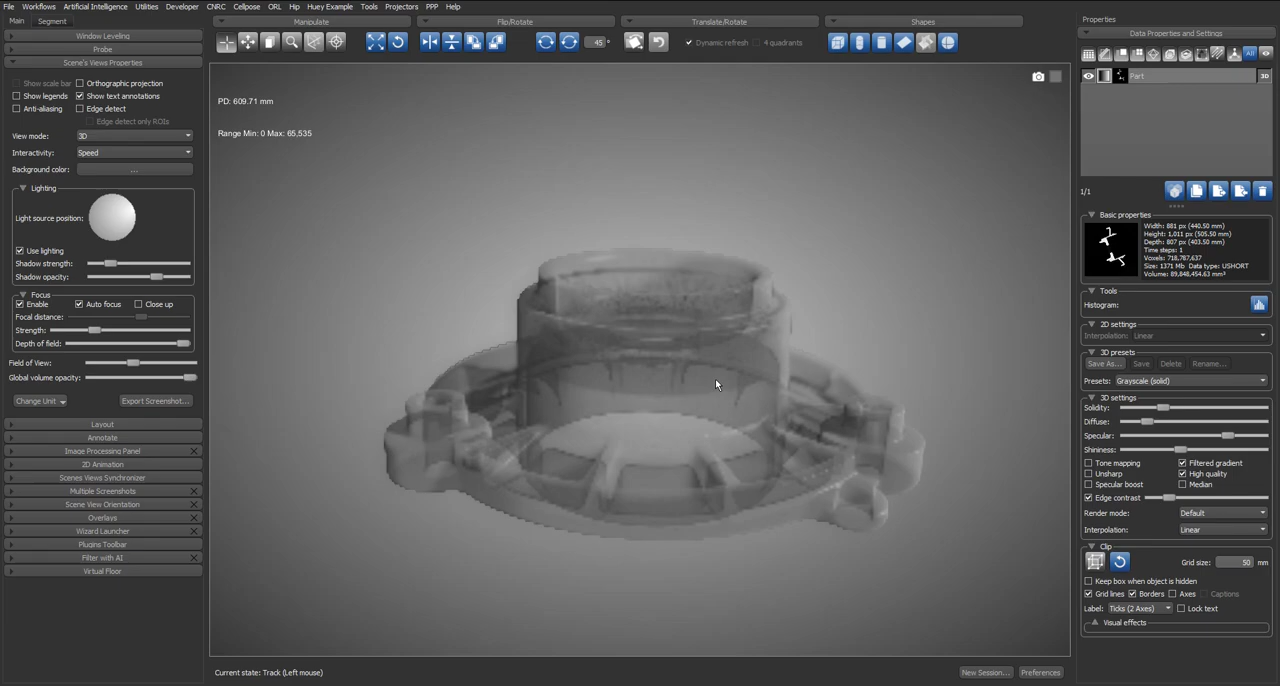 File Workflows Artificial Intelligence Utilities Developer CNRC Cellpose ORL Hip Huey Example Tools Projectors PPP Help
Main Segment
Window Leveling
Probe
Scene's Views Properties
Show scale bar Orthographic projection
Show legends Show text annotations
Anti-aliasing Edge detect
Edge detect only ROIs
View mode: 3D
Interactivity: Speed
Background color: ...
Lighting
Light source position:
Use lighting
Shadow strength:
Shadow opacity:
Focus
Enable Auto focus Close up
Focal distance:
Strength:
Depth of field:
Field of View:
Global volume opacity:
Change Unit Export Screenshot...
Layout
Annotate
Image Processing Panel
2D Animation
Scenes Views Synchronizer
Multiple Screenshots
Scene View Orientation
Overlays
Wizard Launcher
Plugins Toolbar
Filter with AI
Virtual Floor
Manipulate Flip/Rotate Translate/Rotate Shapes
45 ° Dynamic refresh 4 quadrants
PD: 609.71 mm
Range Min: 0 Max: 65,535
Current state: Track (Left mouse) New Session... Preferences
Properties
Data Properties and Settings
All
Part 3D
1/1
Basic properties
Width: 881 px (440.50 mm)
Height: 1,011 px (505.50 mm)
Depth: 807 px (403.50 mm)
Time steps: 1
Voxels: 718,787,637
Size: 1371 Mb Data type: USHORT
Volume: 89,848,454.63 mm³
Tools
Histogram:
2D settings
Interpolation: Linear
3D presets
Save As... Save Delete Rename...
Presets: Grayscale (solid)
3D settings
Solidity:
Diffuse:
Specular:
Shininess:
Tone mapping Filtered gradient
Unsharp High quality
Specular boost Median
Edge contrast
Render mode: Default
Interpolation: Linear
Clip
Grid size: 50 mm
Keep box when object is hidden
Grid lines Borders Axes Captions
Label: Ticks (2 Axes) Lock text
Visual effects